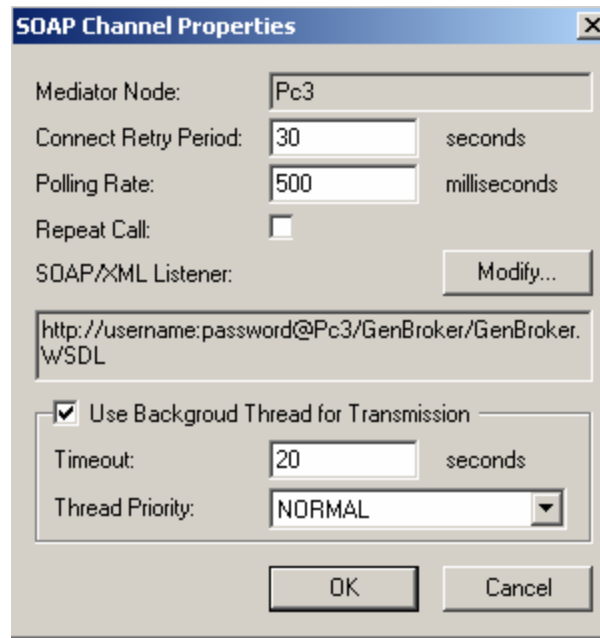 SOAP Channel Properties
Mediator Node: Pc3
Connect Retry Period: 30 seconds
Polling Rate: 500 milliseconds
Repeat Call:
SOAP/XML Listener: Modify...
http://username:password@Pc3/GenBroker/GenBroker.
WSDL
Use Backgroud Thread for Transmission
Timeout: 20 seconds
Thread Priority: NORMAL
OK Cancel